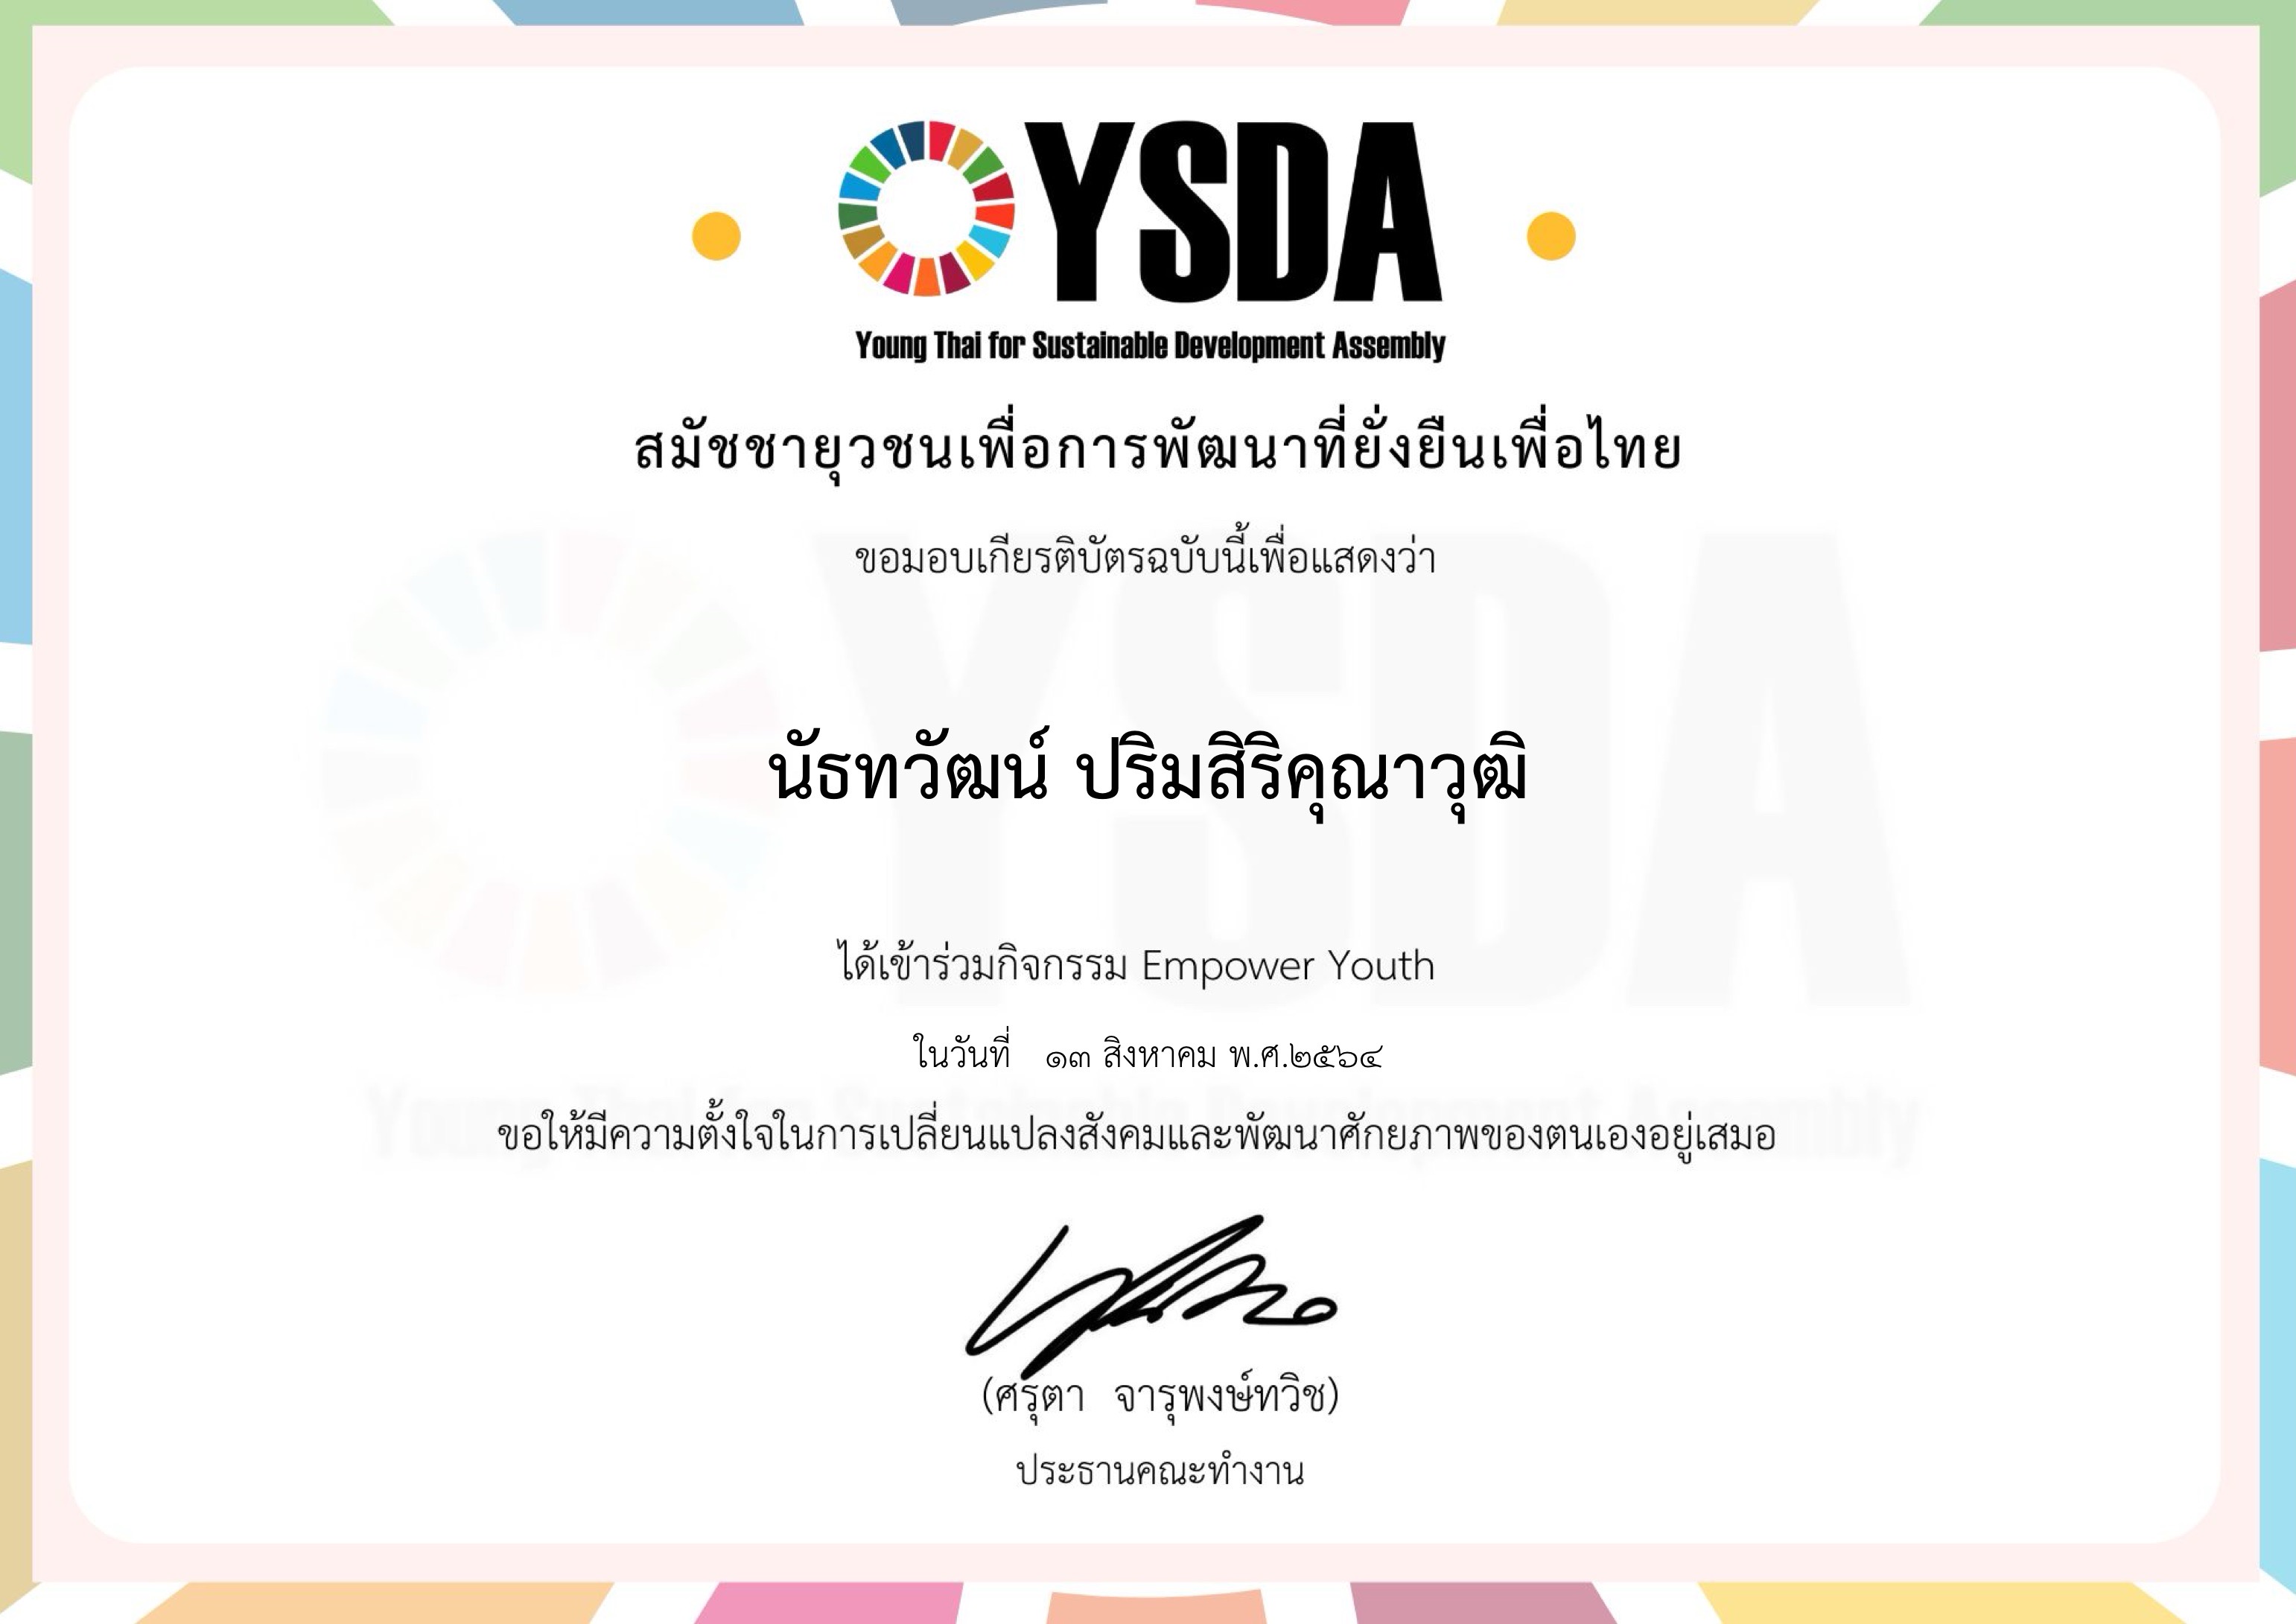 YSDA
Young Thai for Sustainable Development Assembly
สมัชชายุวชนเพื่อการพัฒนาที่ยั่งยืนเพื่อไทย
ขอมอบเกียรติบัตรฉบับนี้เพื่อแสดงว่า
นัธทวัฒน์ ปริมสิริคุณาวุฒิ
ได้เข้าร่วมกิจกรรม Empower Youth
ในวันที่ ๑๓ สิงหาคม พ.ศ.๒๕๖๔
ขอให้มีความตั้งใจในการเปลี่ยนแปลงสังคมและพัฒนาศักยภาพของตนเองอยู่เสมอ
(ศรุตา จารุพงษ์ทวิช)
ประธานคณะทำงาน